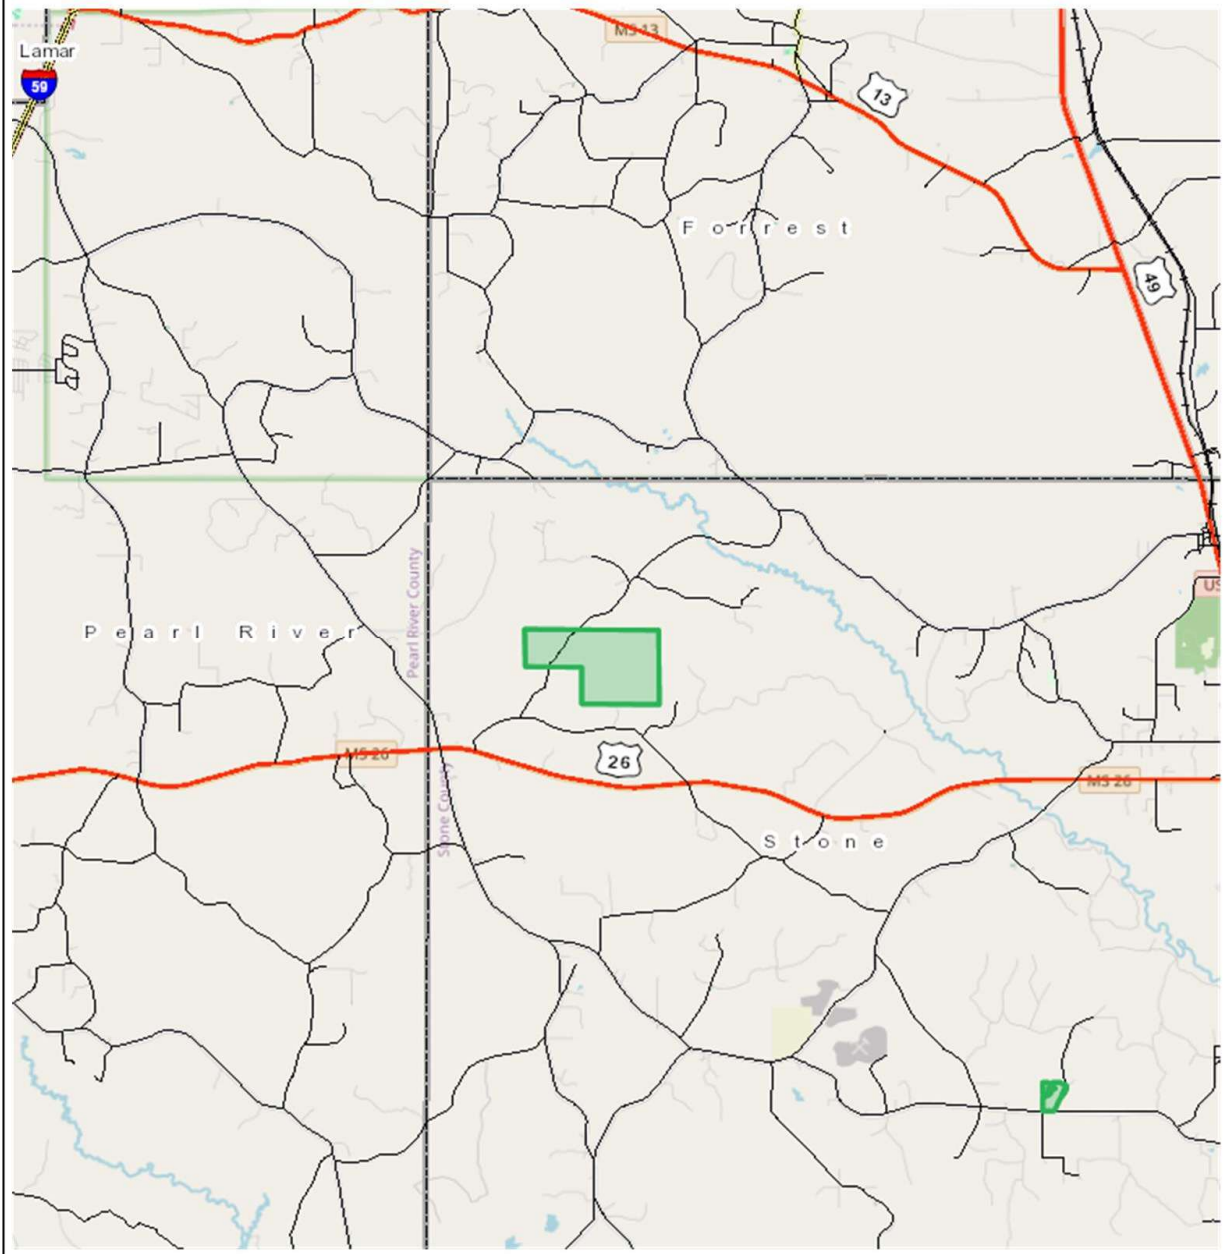 MS 13
Lamar
59
13
Forrest
49
US
Pearl River County
Pearl River
MS 26
26
Stone County
MS 26
Stone